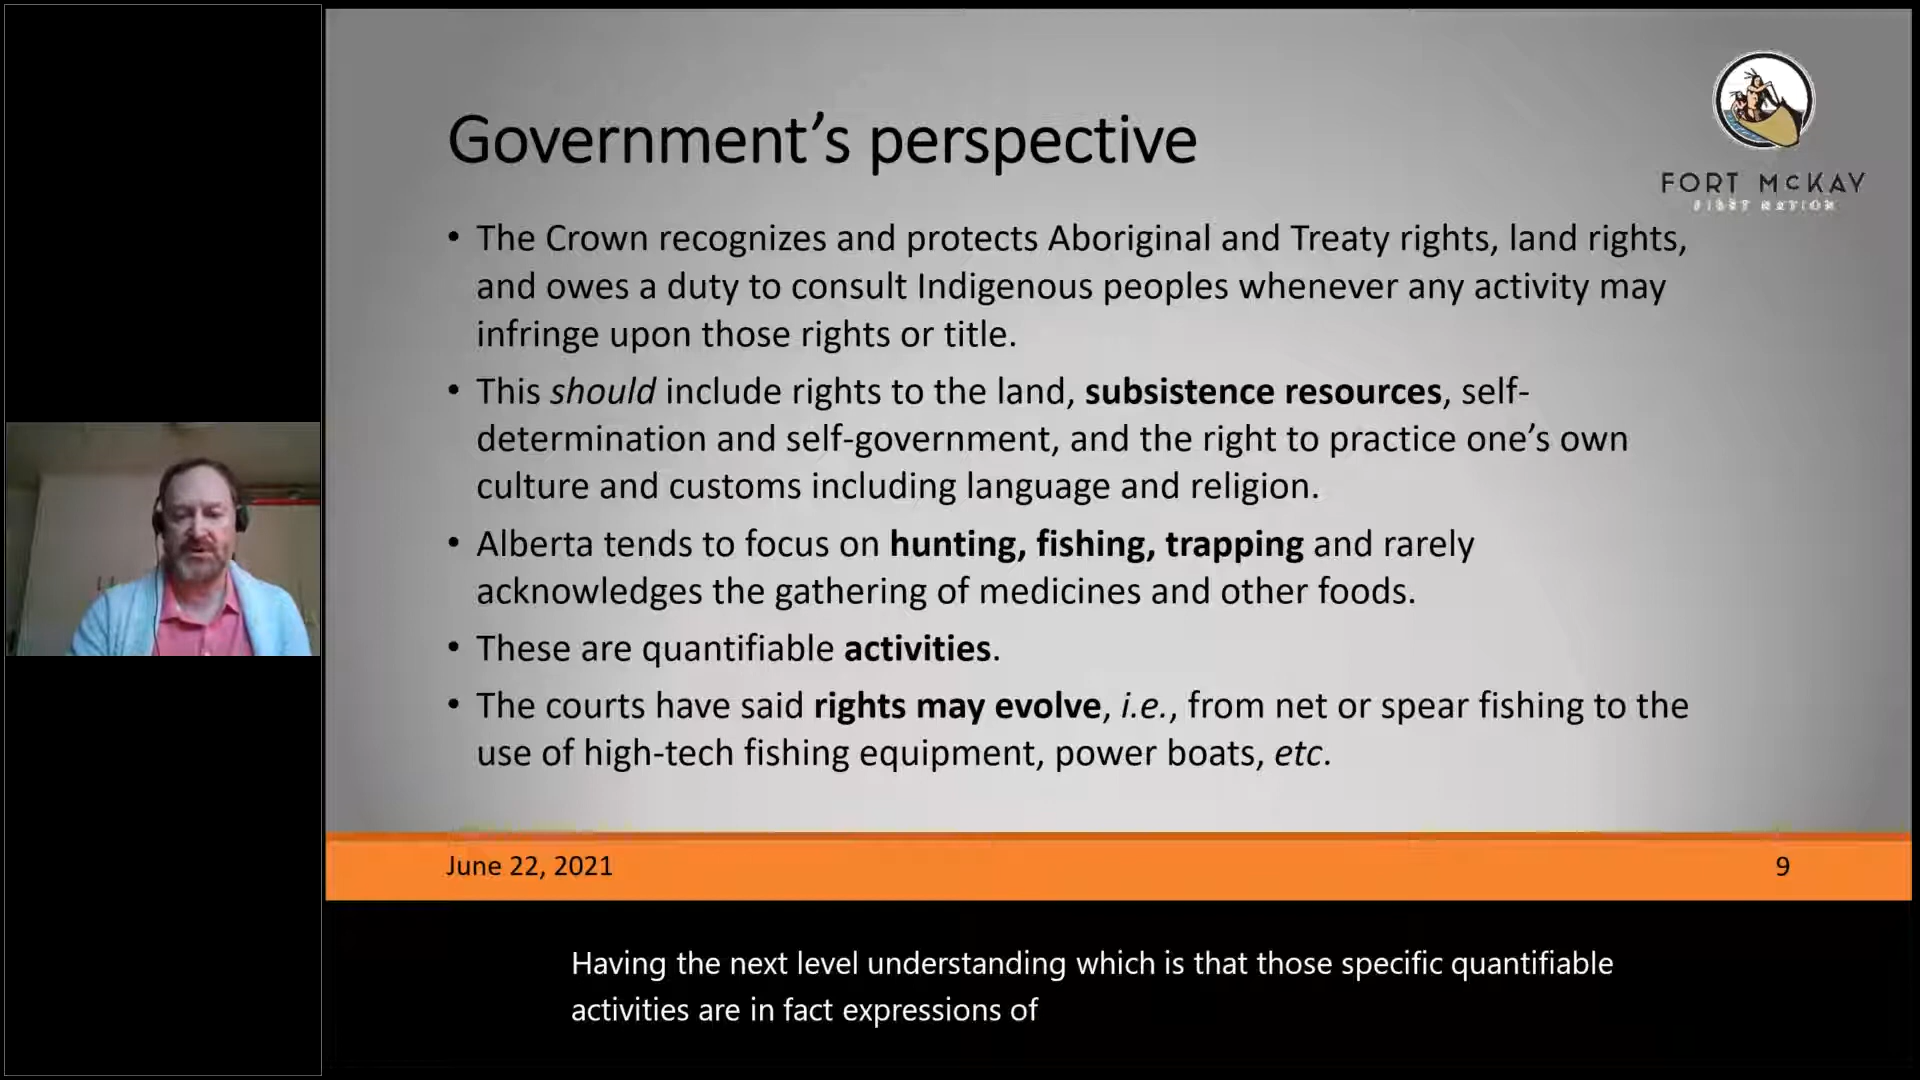 Government’s perspective
FORT McKAY
FIRST NATION
• The Crown recognizes and protects Aboriginal and Treaty rights, land rights,
and owes a duty to consult Indigenous peoples whenever any activity may
infringe upon those rights or title.
• This should include rights to the land, subsistence resources, self-
determination and self-government, and the right to practice one’s own
culture and customs including language and religion.
• Alberta tends to focus on hunting, fishing, trapping and rarely
acknowledges the gathering of medicines and other foods.
• These are quantifiable activities.
• The courts have said rights may evolve, i.e., from net or spear fishing to the
use of high-tech fishing equipment, power boats, etc.
June 22, 2021
9
Having the next level understanding which is that those specific quantifiable
activities are in fact expressions of